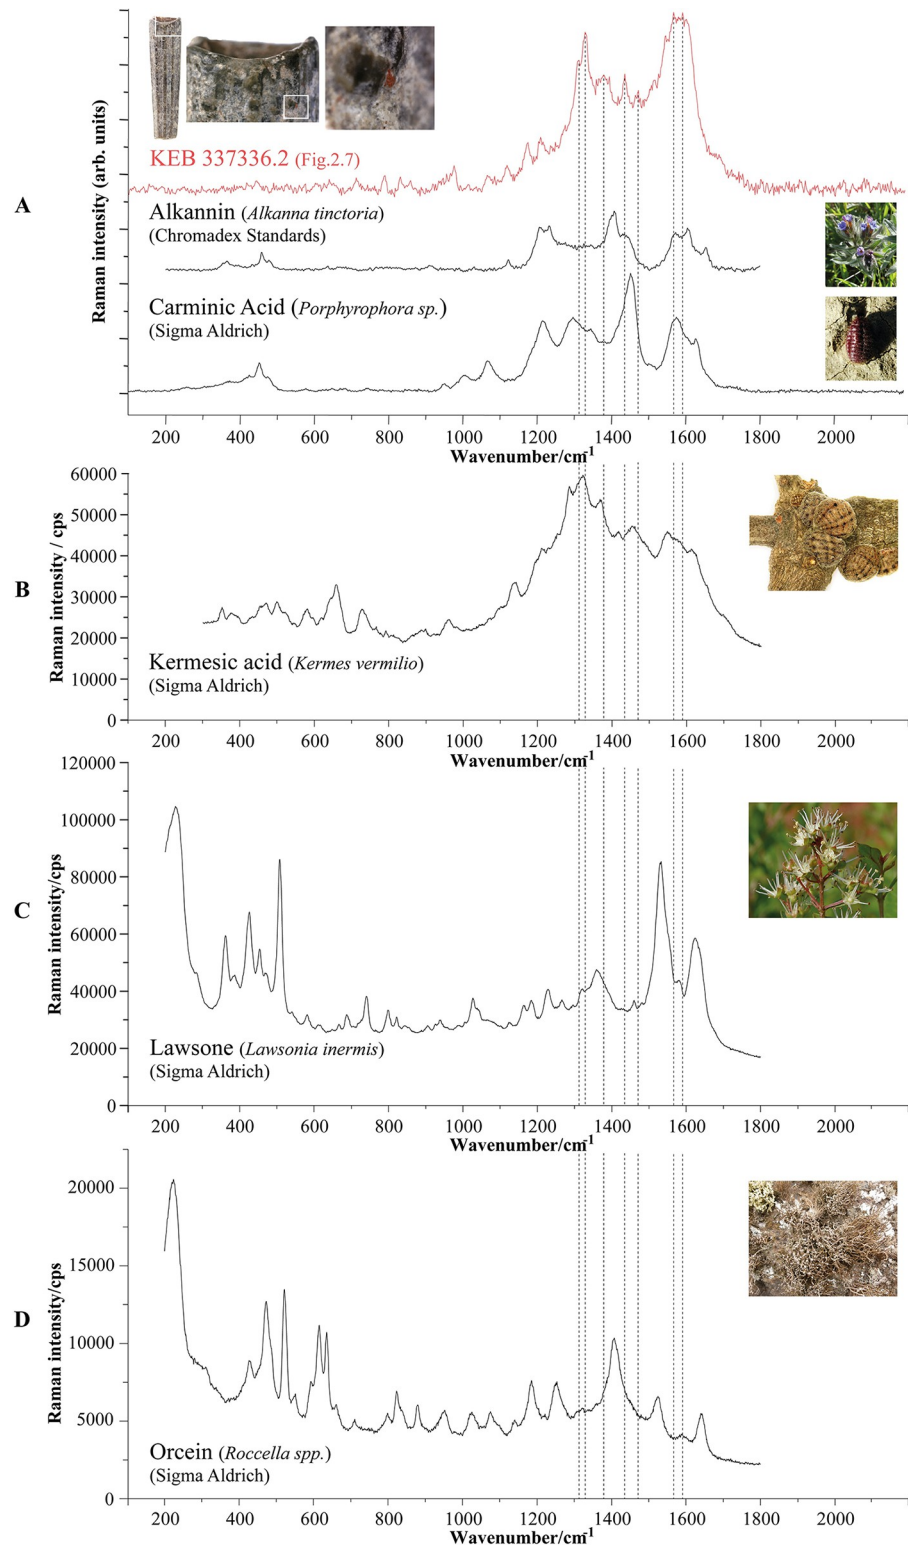 A
Raman intensity (arb. units)
KEB 337336.2 (Fig.2.7)
Alkannin (Alkanna tinctoria)
(Chromadex Standards)
Carminic Acid (Porphyrophora sp.)
(Sigma Aldrich)
200 400 600 800 1000 1200 1400 1600 1800 2000
Wavenumber/cm-1
B
Raman intensity / cps
60000
50000
40000
30000
20000
10000
0
Kermesic acid (Kermes vermilio)
(Sigma Aldrich)
200 400 600 800 1000 1200 1400 1600 1800 2000
Wavenumber/cm-1
C
Raman intensity/cps
120000
100000
80000
60000
40000
20000
0
Lawsone (Lawsonia inermis)
(Sigma Aldrich)
200 400 600 800 1000 1200 1400 1600 1800 2000
Wavenumber/cm-1
D
Raman intensity/cps
20000
15000
10000
5000
0
Orcein (Roccella spp.)
(Sigma Aldrich)
200 400 600 800 1000 1200 1400 1600 1800 2000
Wavenumber/cm-1